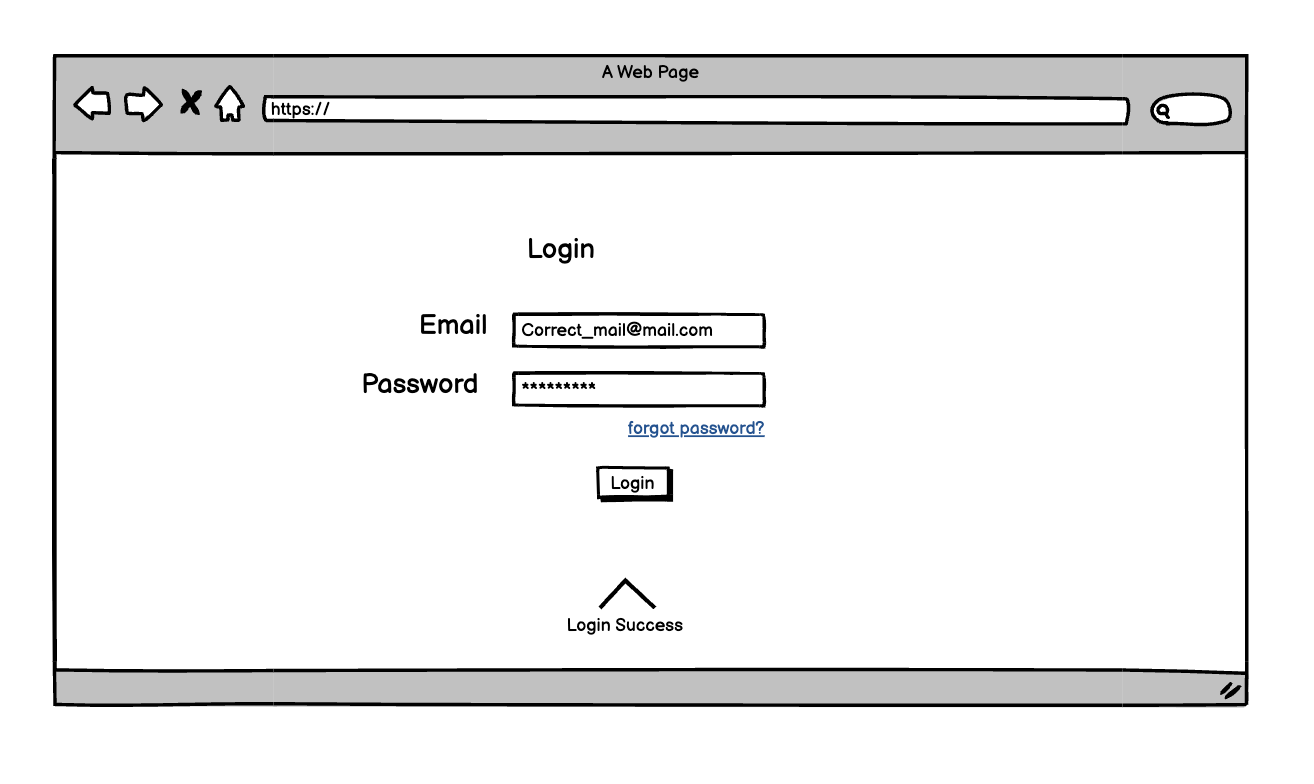 A Web Page
https://
Login
Email Correct_mail@mail.com
Password *********
forgot password?
Login
Login Success